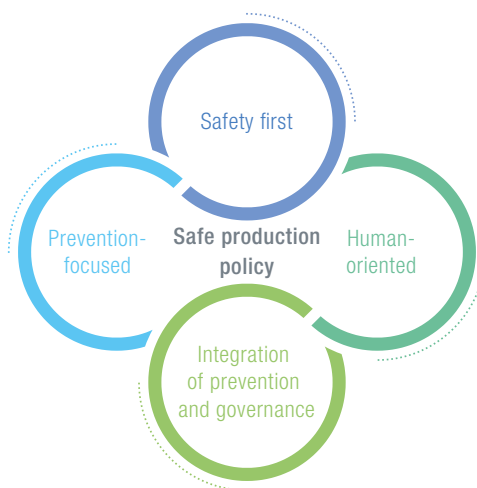 Safety first
Prevention-
focused
Safe production
policy
Human-
oriented
Integration
of prevention
and governance